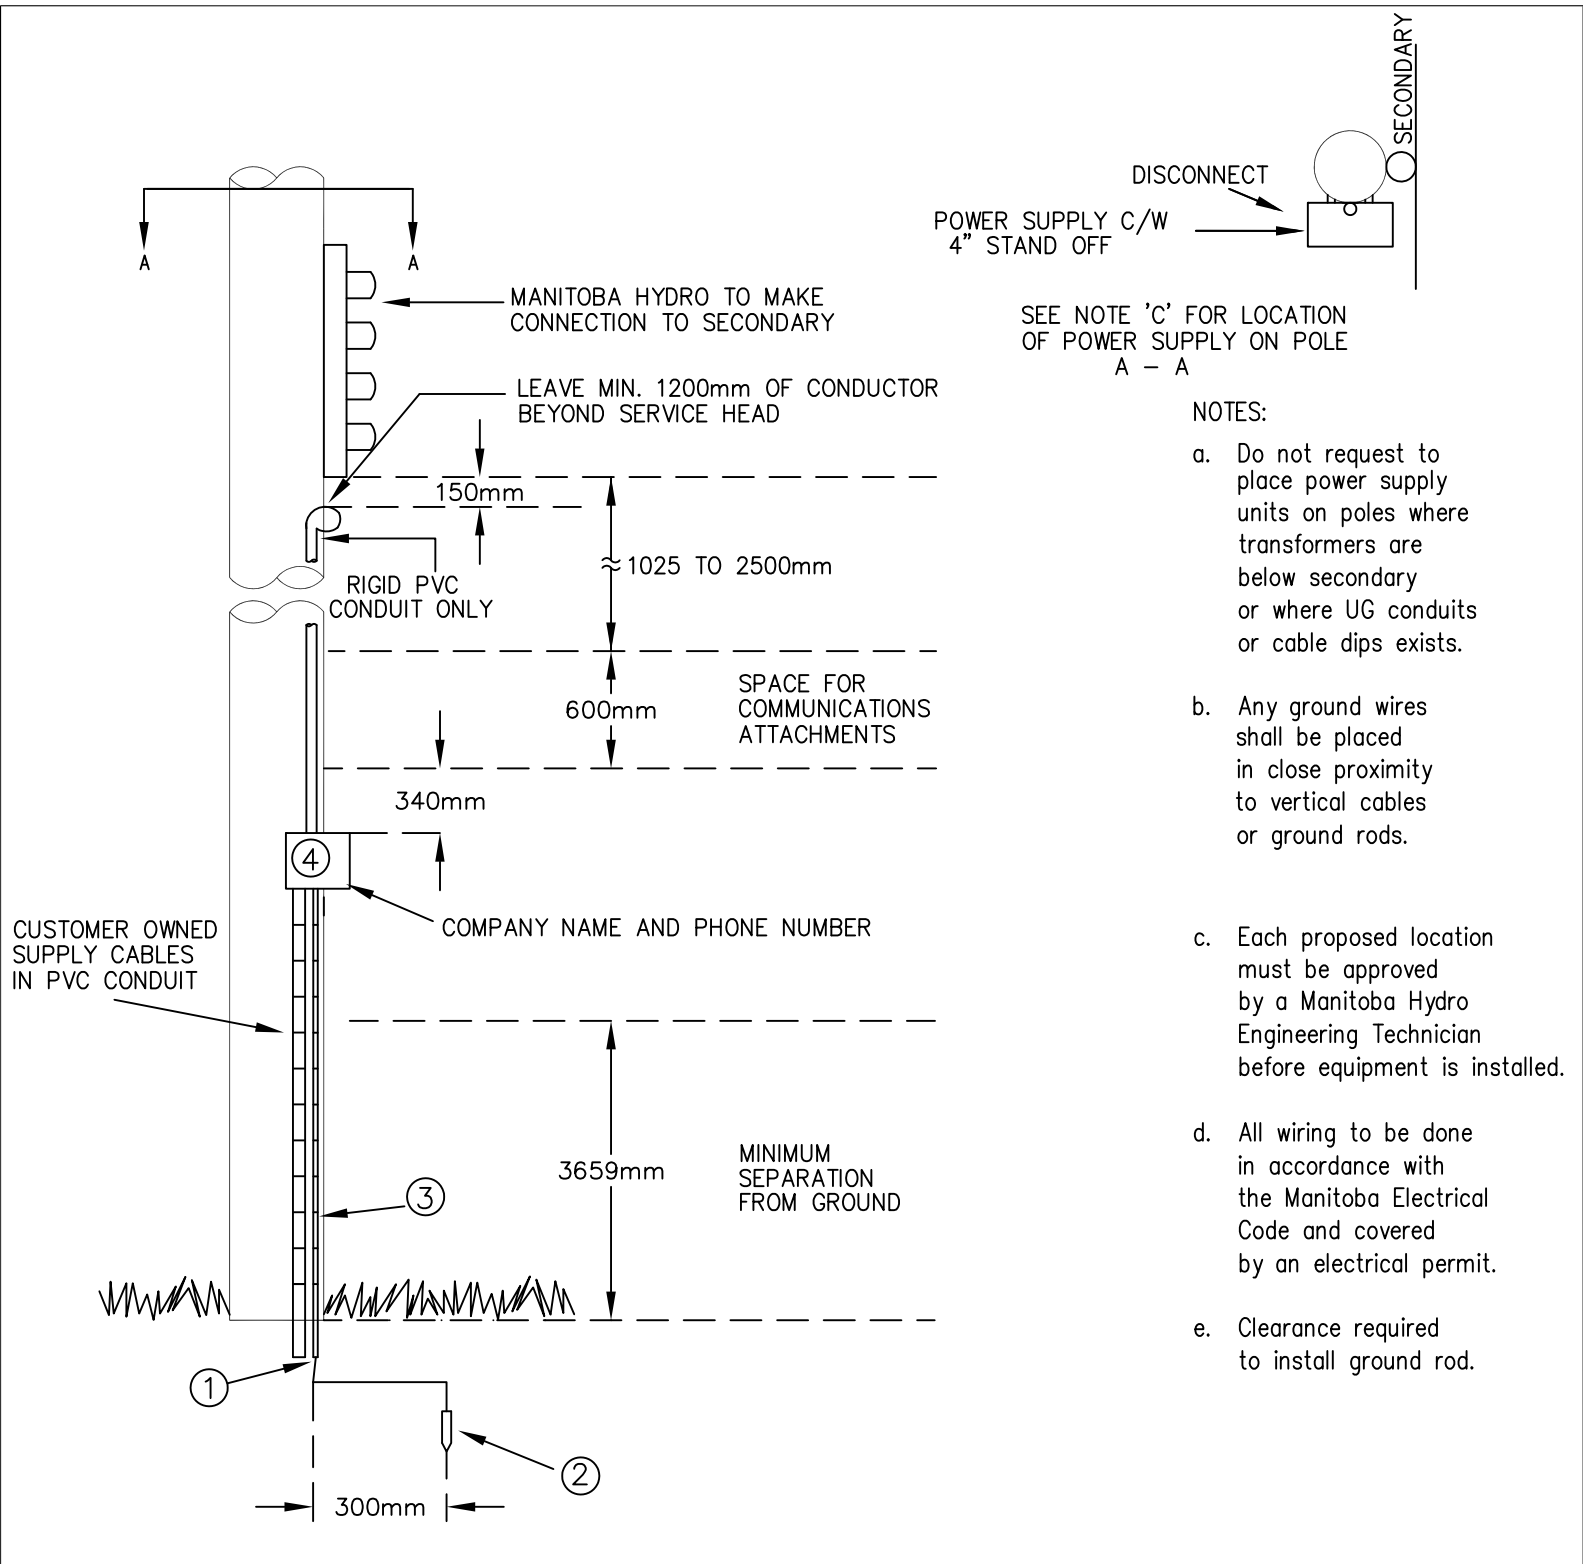 SECONDARY
DISCONNECT
POWER SUPPLY C/W
4” STAND OFF
SEE NOTE 'C' FOR LOCATION
OF POWER SUPPLY ON POLE
A – A
A
A
MANITOBA HYDRO TO MAKE
CONNECTION TO SECONDARY
LEAVE MIN. 1200mm OF CONDUCTOR
BEYOND SERVICE HEAD
150mm
≈ 1025 TO 2500mm
RIGID PVC
CONDUIT ONLY
600mm
SPACE FOR
COMMUNICATIONS
ATTACHMENTS
340mm
4
COMPANY NAME AND PHONE NUMBER
CUSTOMER OWNED
SUPPLY CABLES
IN PVC CONDUIT
3659mm
MINIMUM
SEPARATION
FROM GROUND
3
1
2
300mm
NOTES:
a. Do not request to
place power supply
units on poles where
transformers are
below secondary
or where UG conduits
or cable dips exists.
b. Any ground wires
shall be placed
in close proximity
to vertical cables
or ground rods.
c. Each proposed location
must be approved
by a Manitoba Hydro
Engineering Technician
before equipment is installed.
d. All wiring to be done
in accordance with
the Manitoba Electrical
Code and covered
by an electrical permit.
e. Clearance required
to install ground rod.